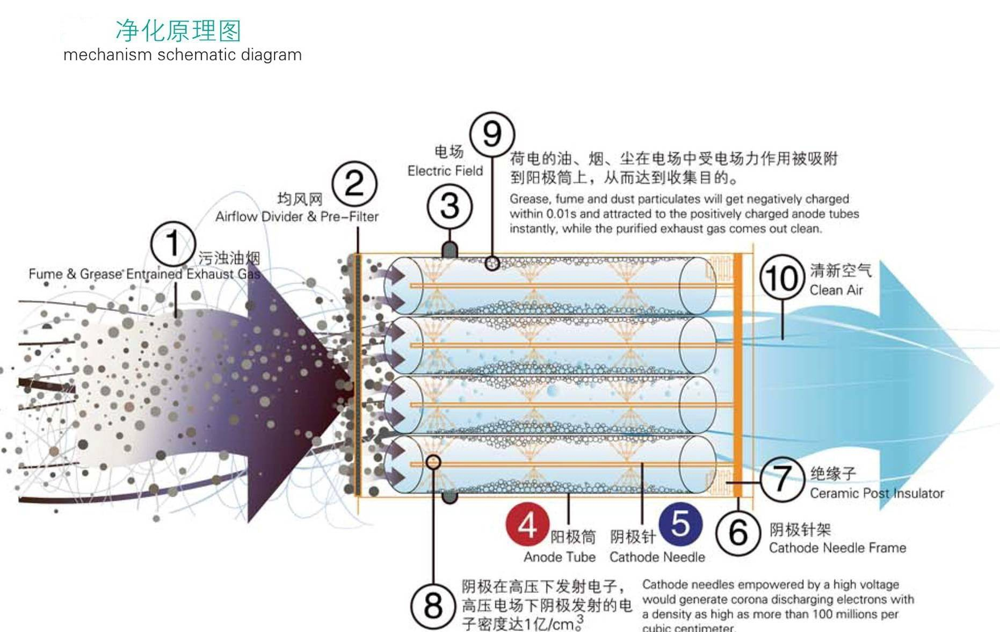 净化原理图
mechanism schematic diagram
9
电场
Electric Field
荷电的油、烟、尘在电场中受电场力作用被吸附
到阳极筒上，从而达到收集目的。
Grease, fume and dust particulates will get negatively charged
within 0.01s and attracted to the positively charged anode tubes
instantly, while the purified exhaust gas comes out clean.
2
均风网
Airflow Divider & Pre-Filter
3
1
污浊油烟
Fume & Grease Entrained Exhaust Gas
10
清新空气
Clean Air
7
绝缘子
Ceramic Post Insulator
4
阳极筒
Anode Tube
阴极针
5
Cathode Needle
6
阴极针架
Cathode Needle Frame
8
阴极在高压下发射电子，
高压电场下阴极发射的电
子密度达1亿/cm³。
Cathode needles empowered by a high voltage
would generate corona discharging electrons with
a density as high as more than 100 millions per
cubic centimeter.